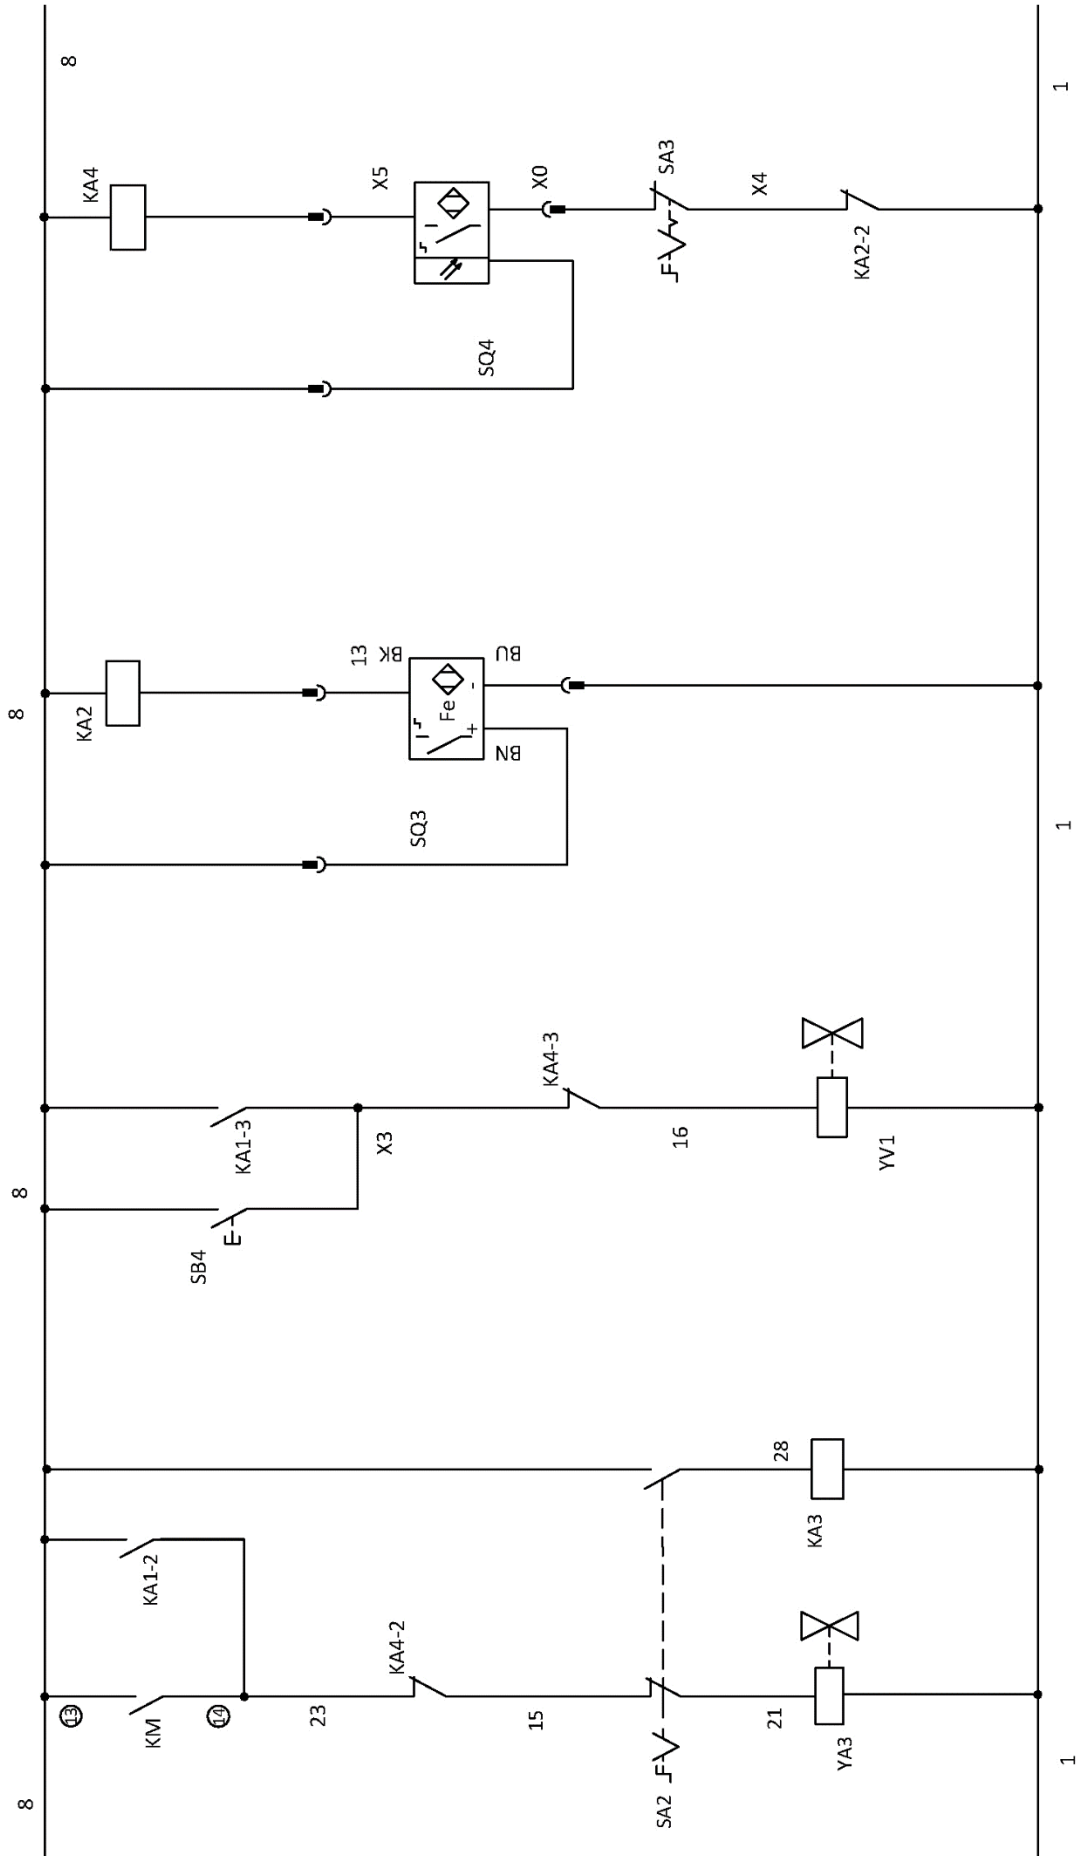 8
8
8
8
1
1
1
13
KM
14
23
KA1-2
KA4-2
15
SA2
21
YA3
28
KA3
SB4
KA1-3
X3
KA4-3
16
YV1
KA2
SQ3
13
BK
Fe
+
-
BN
BU
KA4
X5
SQ4
X0
SA3
X4
KA2-2